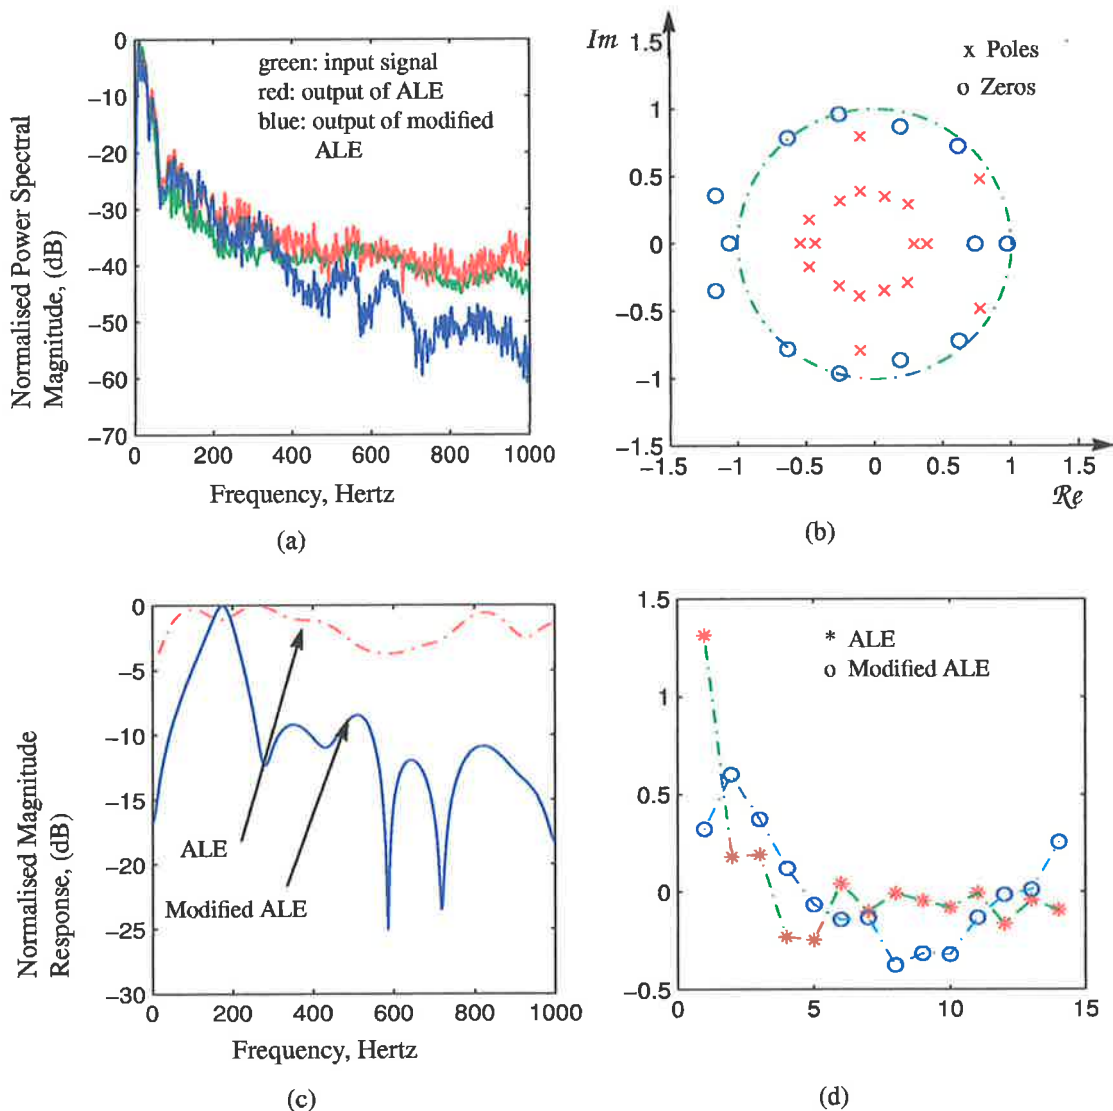 0
−10
−20
−30
−40
−50
−60
−70
0
200
400
600
800
1000
green: input signal
red: output of ALE
blue: output of modified
ALE
Normalised Power Spectral
Magnitude, (dB)
Frequency, Hertz
(a)
Im
1.5
1
0.5
0
−0.5
−1
−1.5
−1.5
−1
−0.5
0
0.5
1
1.5
Re
x Poles
o Zeros
(b)
0
−5
−10
−15
−20
−25
−30
0
200
400
600
800
1000
ALE
Modified ALE
Normalised Magnitude
Response, (dB)
Frequency, Hertz
(c)
1.5
1
0.5
0
−0.5
0
5
10
15
* ALE
o Modified ALE
(d)